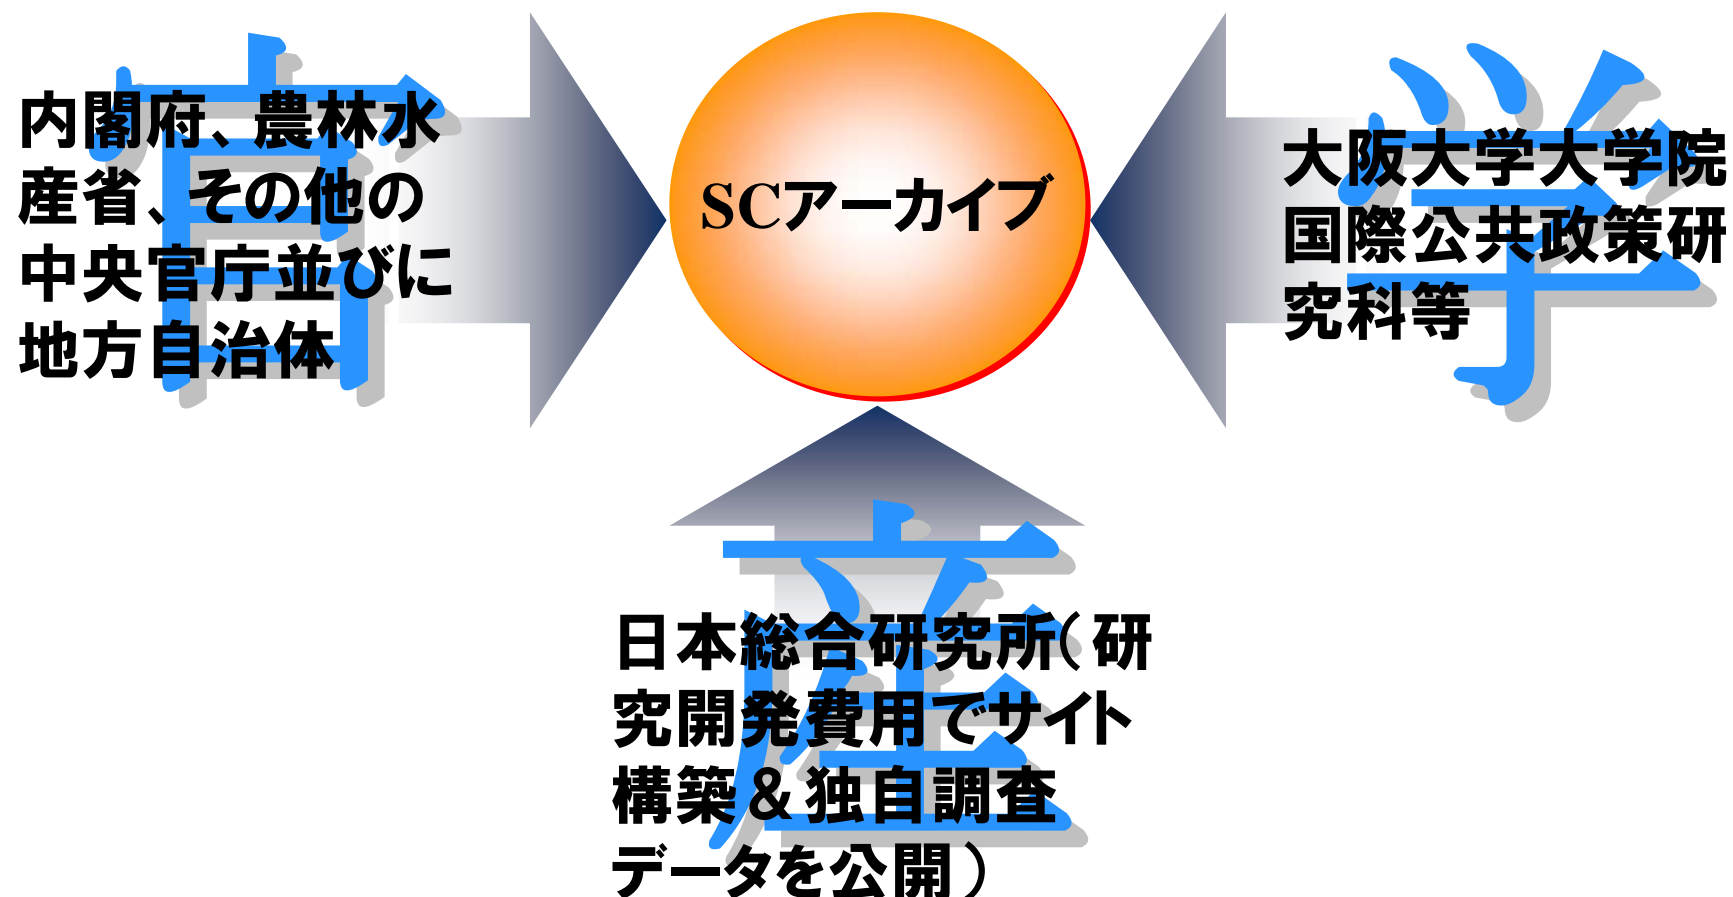 官
内閣府、農林水
産省、その他の
中央官庁並びに
地方自治体
SCアーカイブ
学
大阪大学大学院
国際公共政策研
究科等
産
日本総合研究所（研
究開発費用でサイト
構築＆独自調査
データを公開）